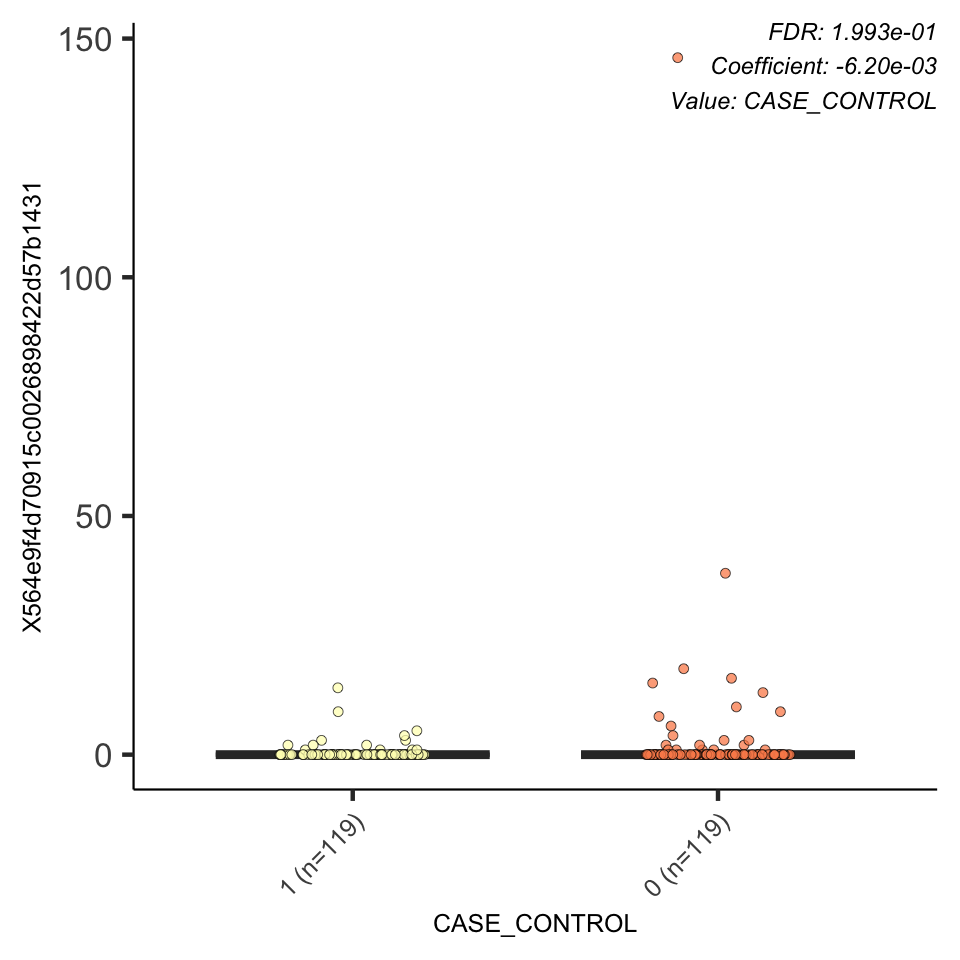 FDR: 1.993e-01
Coefficient: -6.20e-03
Value: CASE_CONTROL
150
100
50
0
X564e9f4d70915c0026898422d57b1431
1 (n=119)
0 (n=119)
CASE_CONTROL